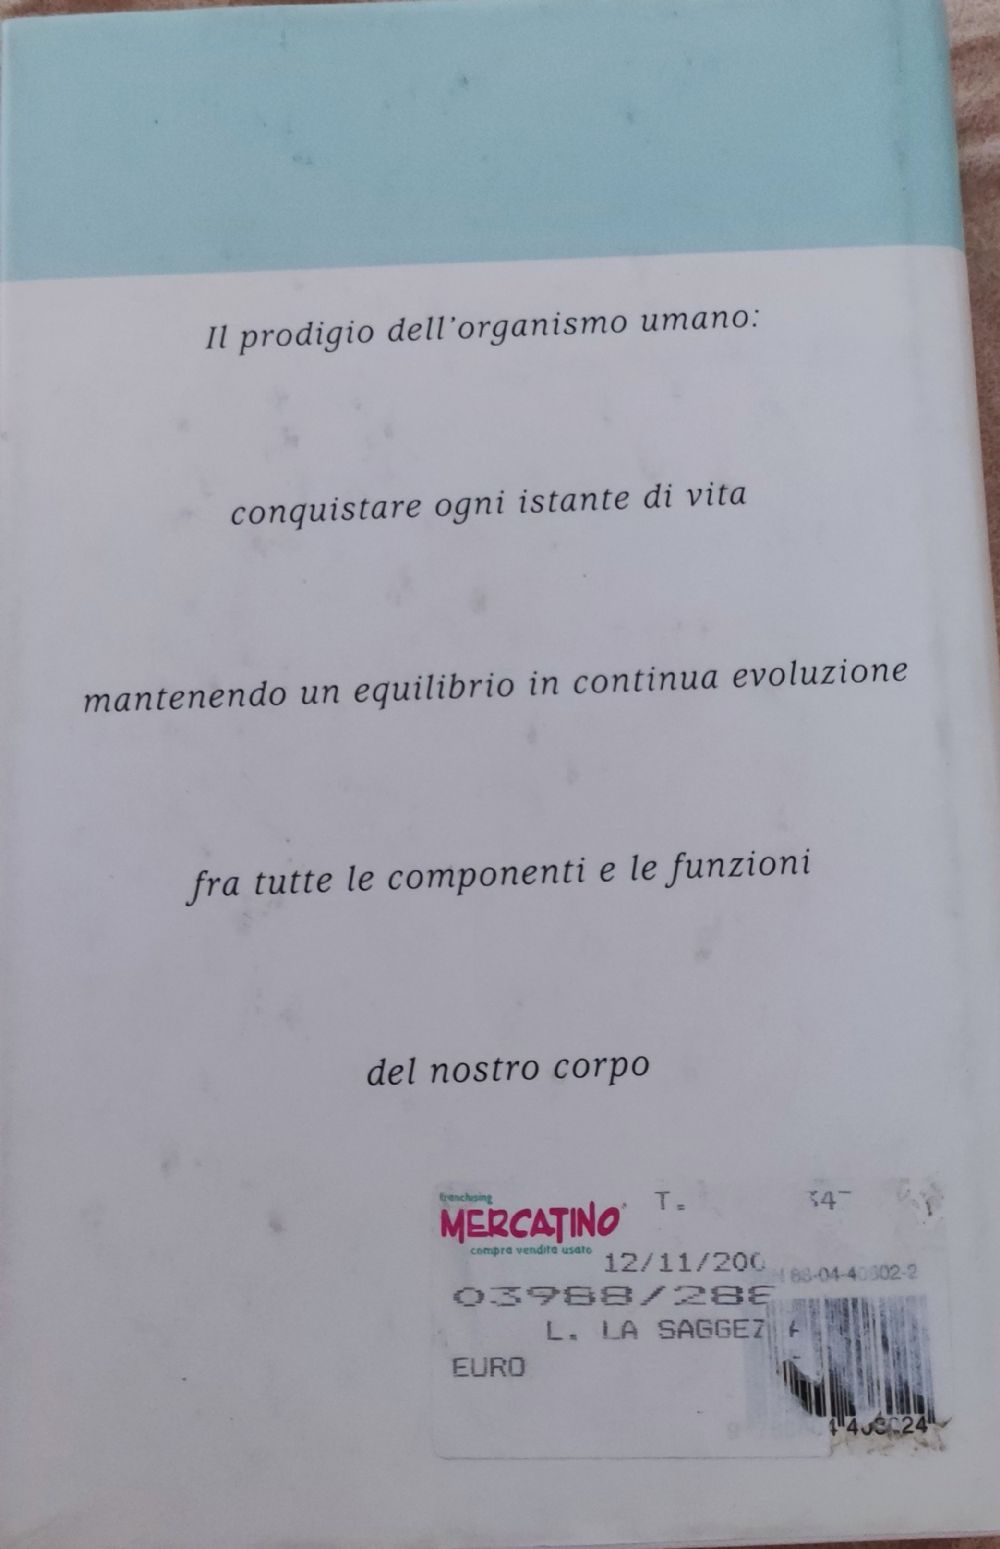 Il prodigio dell'organismo umano:
conquistare ogni istante di vita
mantenendo un equilibrio in continua evoluzione
fra tutte le componenti e le funzioni
del nostro corpo
franchising
MERCATINO
compra vendita usato
T.
12/11/200
03988/288
L. LA SAGGEZ
EURO